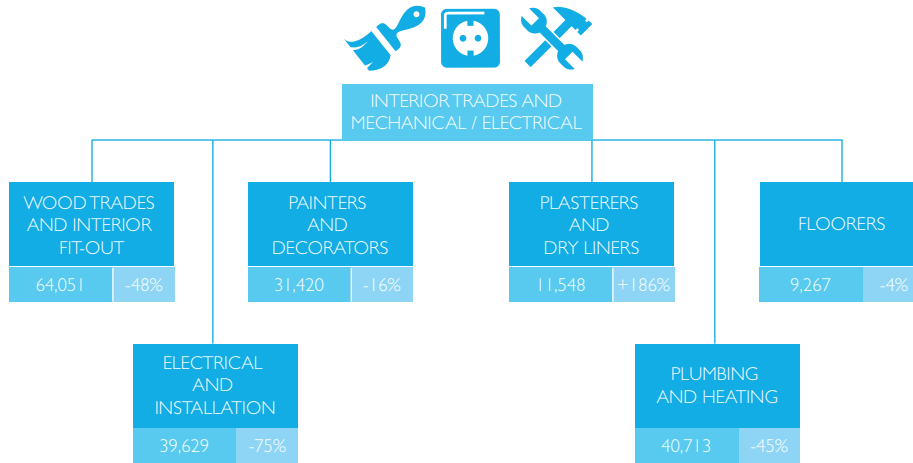 INTERIOR TRADES AND
MECHANICAL / ELECTRICAL
WOOD TRADES
AND INTERIOR
FIT-OUT
64,051 -48%
PAINTERS
AND
DECORATORS
31,420 -16%
PLASTERERS
AND
DRY LINERS
11,548 +186%
FLOORERS
9,267 -4%
ELECTRICAL
AND
INSTALLATION
39,629 -75%
PLUMBING
AND HEATING
40,713 -45%